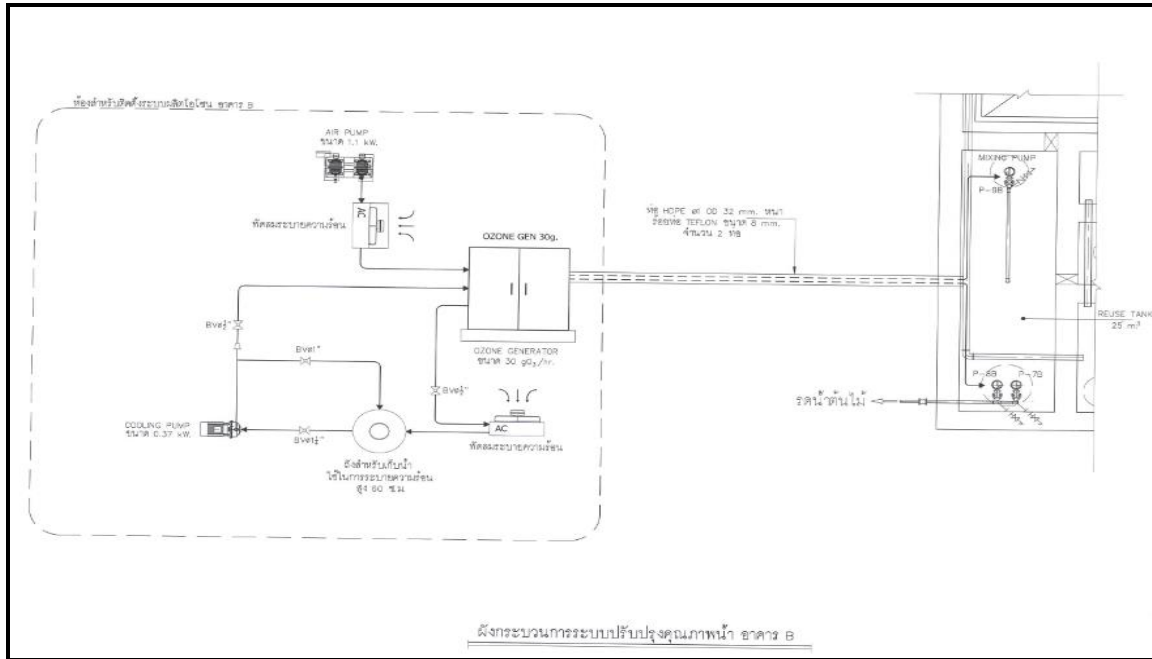 ห้องสำหรับติดตั้งระบบผลิตโอโซน อาคาร B
AIR PUMP
ขนาด 1.1 kW.
AC
พัดลมระบายความร้อน
OZONE GEN 30g.
OZONE GENERATOR
ขนาด 30 gO3/hr.
BVø½"
BVø1"
BVø½"
COOLING PUMP
ขนาด 0.37 kW.
BVø1½"
ถังสำหรับเก็บน้ำ
ใช้ในการระบายความร้อน
สูง 60 ซ.ม.
AC
พัดลมระบายความร้อน
ท่อ HDPE OD 32 mm. หนา
ร้อยท่อ TEFLON ขนาด 8 mm.
จำนวน 2 ท่อ
MIXING PUMP
P-9B
REUSE TANK
25 m³
P-8B
P-7B
รดน้ำต้นไม้
ผังกระบวนการระบบปรับปรุงคุณภาพน้ำ อาคาร B